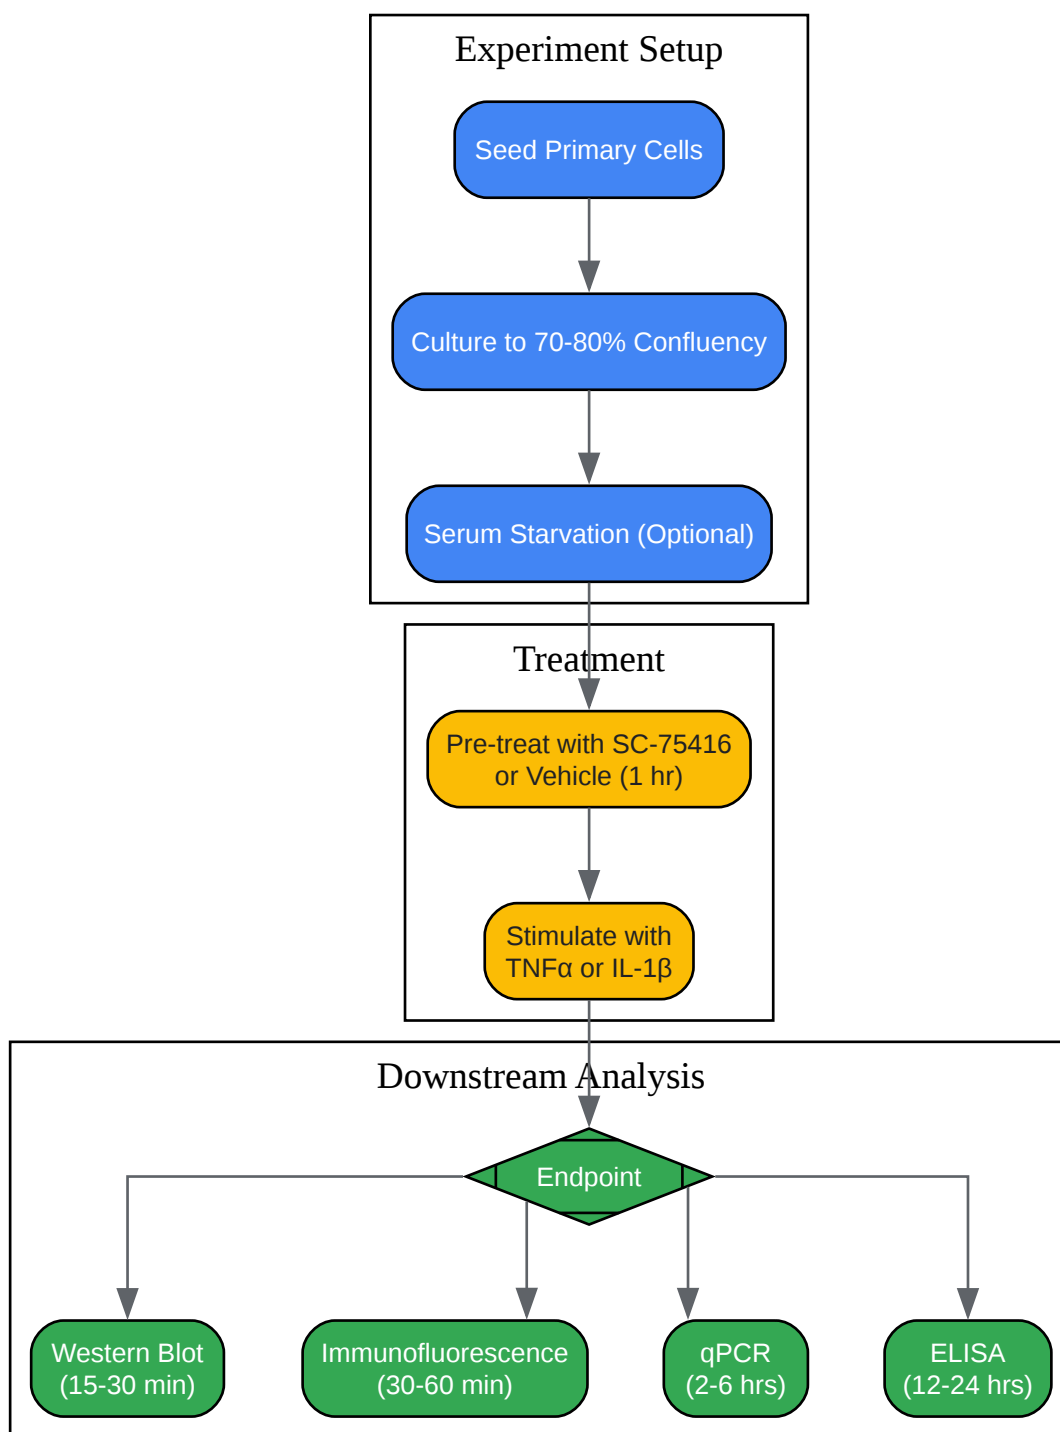 Experiment Setup
Seed Primary Cells
Culture to 70-80% Confluency
Serum Starvation (Optional)
Treatment
Pre-treat with SC-75416
or Vehicle (1 hr)
Stimulate with
TNFα or IL-1β
Downstream Analysis
Endpoint
Western Blot
(15-30 min)
Immunofluorescence
(30-60 min)
qPCR
(2-6 hrs)
ELISA
(12-24 hrs)